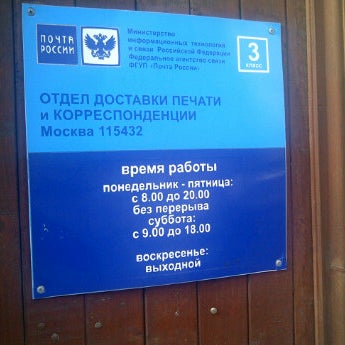 ПОЧТА
РОССИИ
Министерство
информационных технологий
и связи Российской Федерации
Федеральное агентство связи
ФГУП «Почта России»
3
класс
ОТДЕЛ ДОСТАВКИ ПЕЧАТИ
и КОРРЕСПОНДЕНЦИИ
Москва 115432
время работы
понедельник - пятница:
с 8.00 до 20.00
без перерыва
суббота:
с 9.00 до 18.00
воскресенье:
выходной